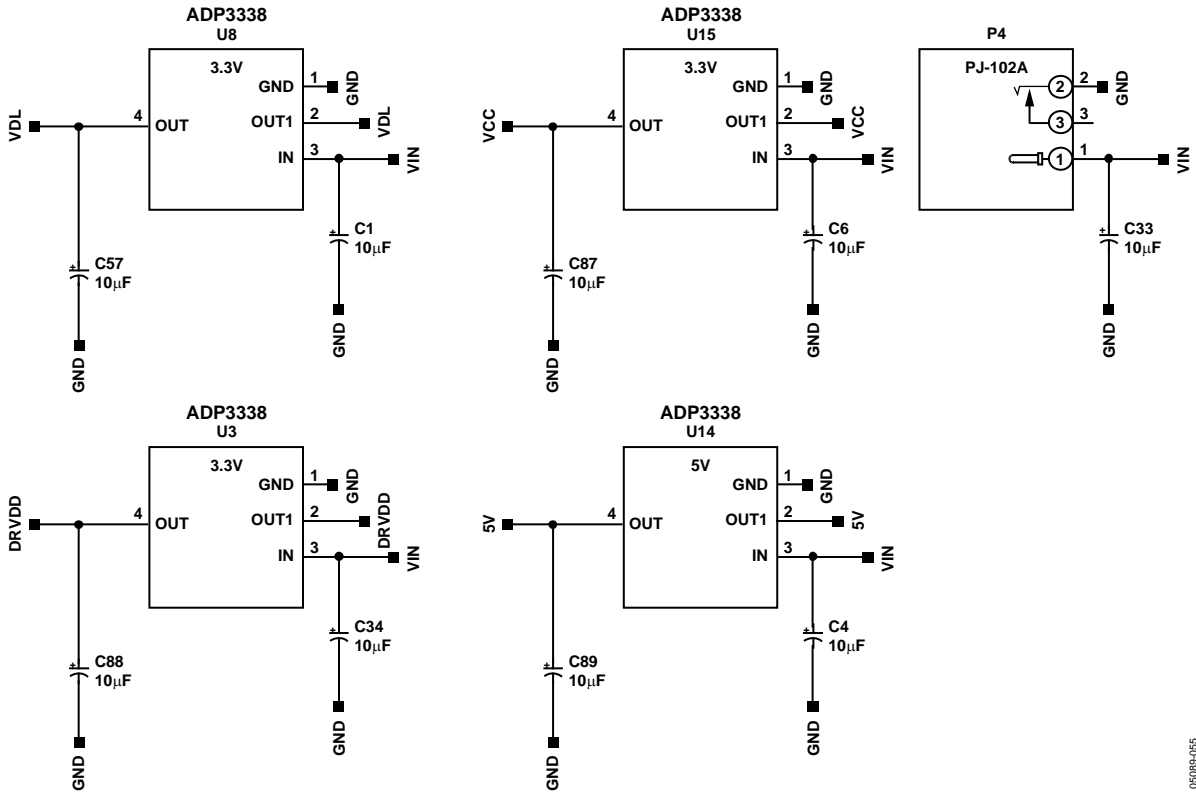 ADP3338
U8
3.3V
GND
1
GND
VDL
4
OUT
OUT1
2
VDL
IN
3
VIN
C1
10µF
C57
10µF
GND
GND
ADP3338
U15
3.3V
GND
1
GND
VCC
4
OUT
OUT1
2
VCC
IN
3
VIN
C6
10µF
C87
10µF
GND
GND
P4
PJ-102A
2
2
GND
3
3
1
1
VIN
C33
10µF
GND
ADP3338
U3
3.3V
GND
1
GND
DRVDD
4
OUT
OUT1
2
DRVDD
IN
3
VIN
C34
10µF
C88
10µF
GND
GND
ADP3338
U14
5V
GND
1
GND
5V
4
OUT
OUT1
2
5V
IN
3
VIN
C4
10µF
C89
10µF
GND
GND
05089-055